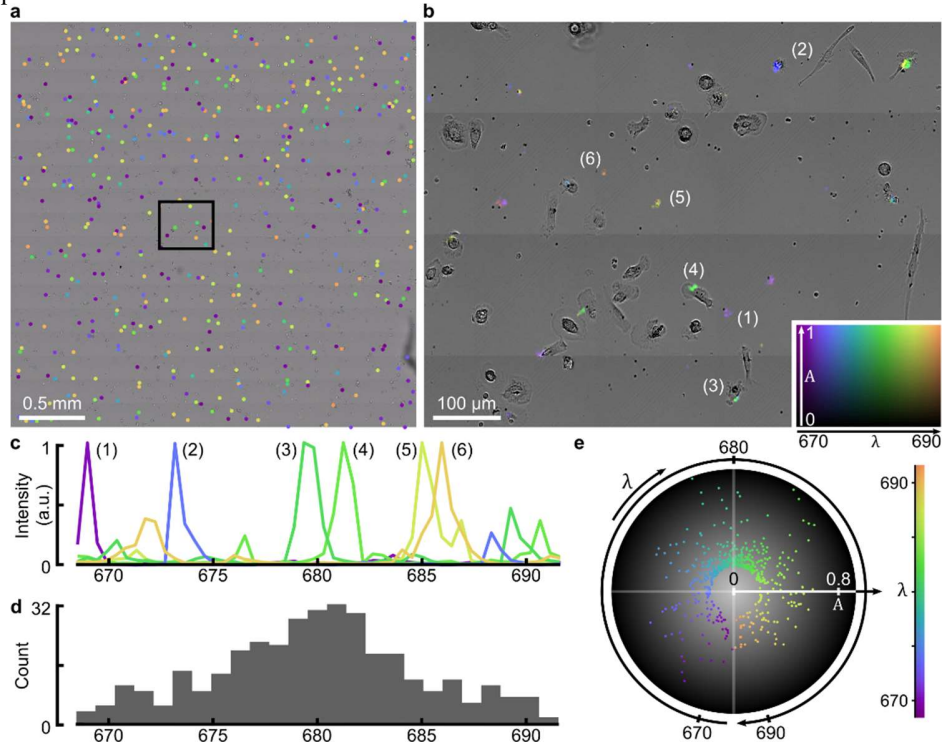 a
b
(2)
(6)
(5)
(4)
(1)
(3)
0.5 mm
100 μm
1
A
0
670 λ 690
c
Intensity
(a.u.)
1
0
(1) (2) (3) (4) (5) (6)
670 675 680 685 690
d
Count
32
0
670 675 680 685 690
e
680
λ
0
0.8
A
670 690
690
λ
670